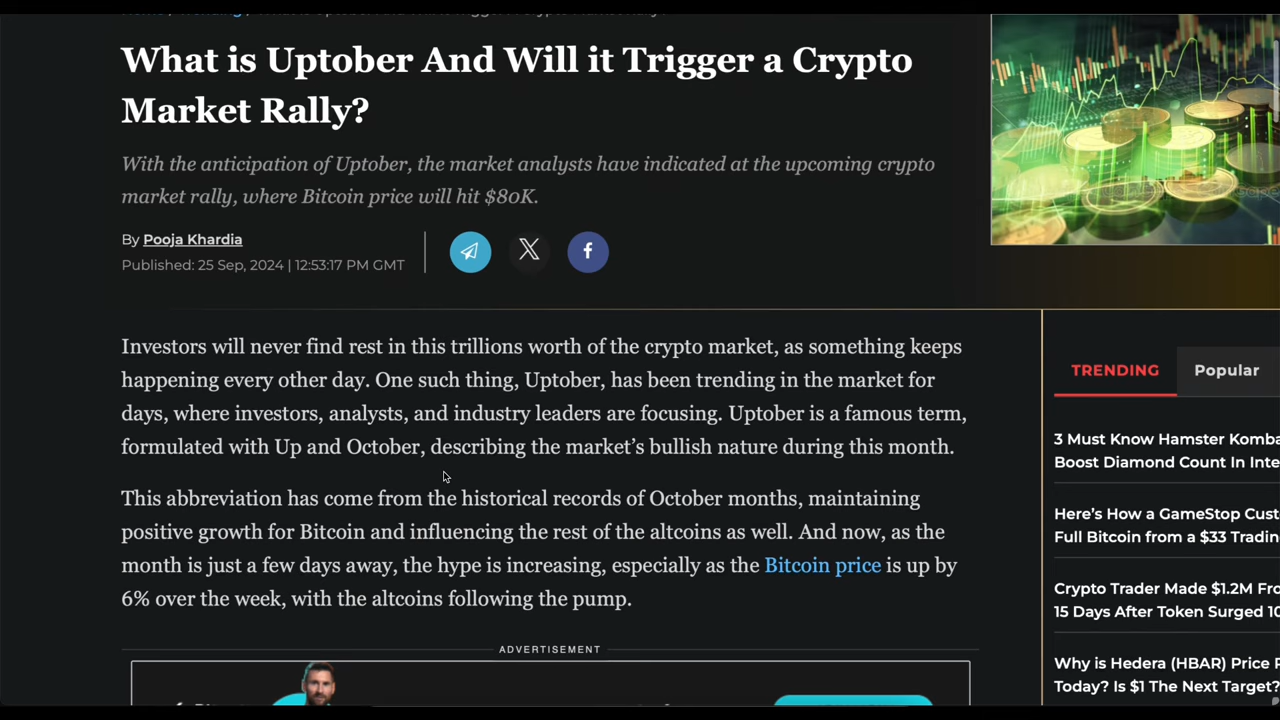 What is Uptober And Will it Trigger a Crypto
Market Rally?
With the anticipation of Uptober, the market analysts have indicated at the upcoming crypto
market rally, where Bitcoin price will hit $80K.
By Pooja Khardia
Published: 25 Sep, 2024 | 12:53:17 PM GMT
Investors will never find rest in this trillions worth of the crypto market, as something keeps
happening every other day. One such thing, Uptober, has been trending in the market for
days, where investors, analysts, and industry leaders are focusing. Uptober is a famous term,
formulated with Up and October, describing the market’s bullish nature during this month.
This abbreviation has come from the historical records of October months, maintaining
positive growth for Bitcoin and influencing the rest of the altcoins as well. And now, as the
month is just a few days away, the hype is increasing, especially as the Bitcoin price is up by
6% over the week, with the altcoins following the pump.
ADVERTISEMENT
TRENDING
Popular
3 Must Know Hamster
Boost Diamond Count In
Here’s How a GameStop
Full Bitcoin from a $33
Crypto Trader Made $1.2M
15 Days After Token Surged
Why is Hedera (HBAR) Price
Today? Is $1 The Next Target?